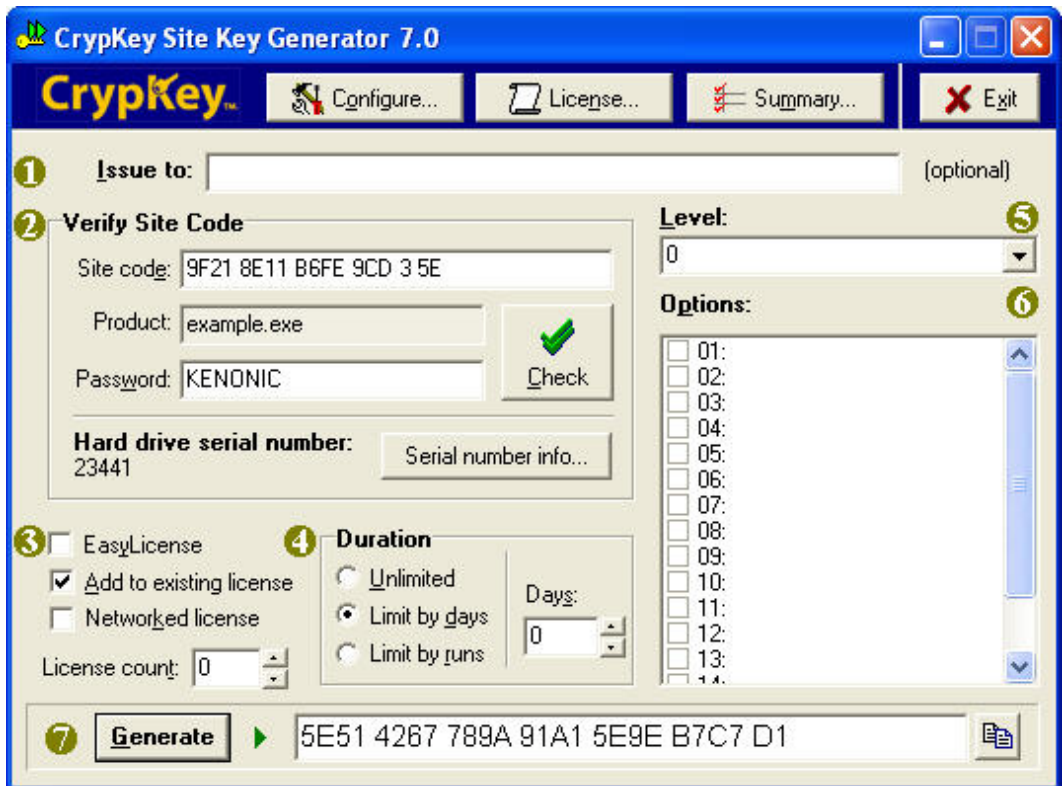 CrypKey Site Key Generator 7.0
CrypKey™ Configure... License... Summary... Exit
1 Issue to: (optional)
2 Verify Site Code
Site code: 9F21 8E11 B6FE 9CD 3 5E
Product: example.exe
Password: KENONIC
Check
Hard drive serial number:
23441
Serial number info...
Level: 5
0
Options: 6
01:
02:
03:
04:
05:
06:
07:
08:
09:
10:
11:
12:
13:
14:
3 EasyLicense
Add to existing license
Networked license
License count: 0
4 Duration
Unlimited
Limit by days
Limit by runs
Days:
0
7 Generate 5E51 4267 789A 91A1 5E9E B7C7 D1